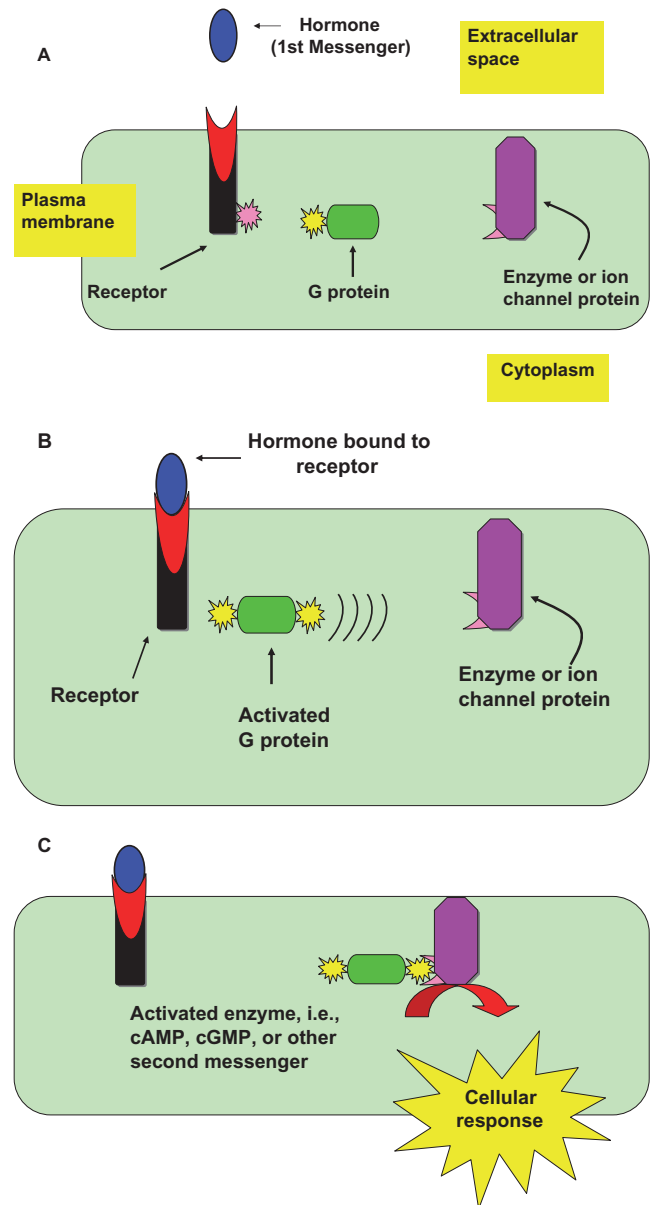 A
Hormone
(1st Messenger)
Extracellular
space
Plasma
membrane
Receptor
G protein
Enzyme or ion
channel protein
Cytoplasm
B
Hormone bound to
receptor
Receptor
Activated
G protein
Enzyme or ion
channel protein
C
Activated enzyme, i.e.,
cAMP, cGMP, or other
second messenger
Cellular
response